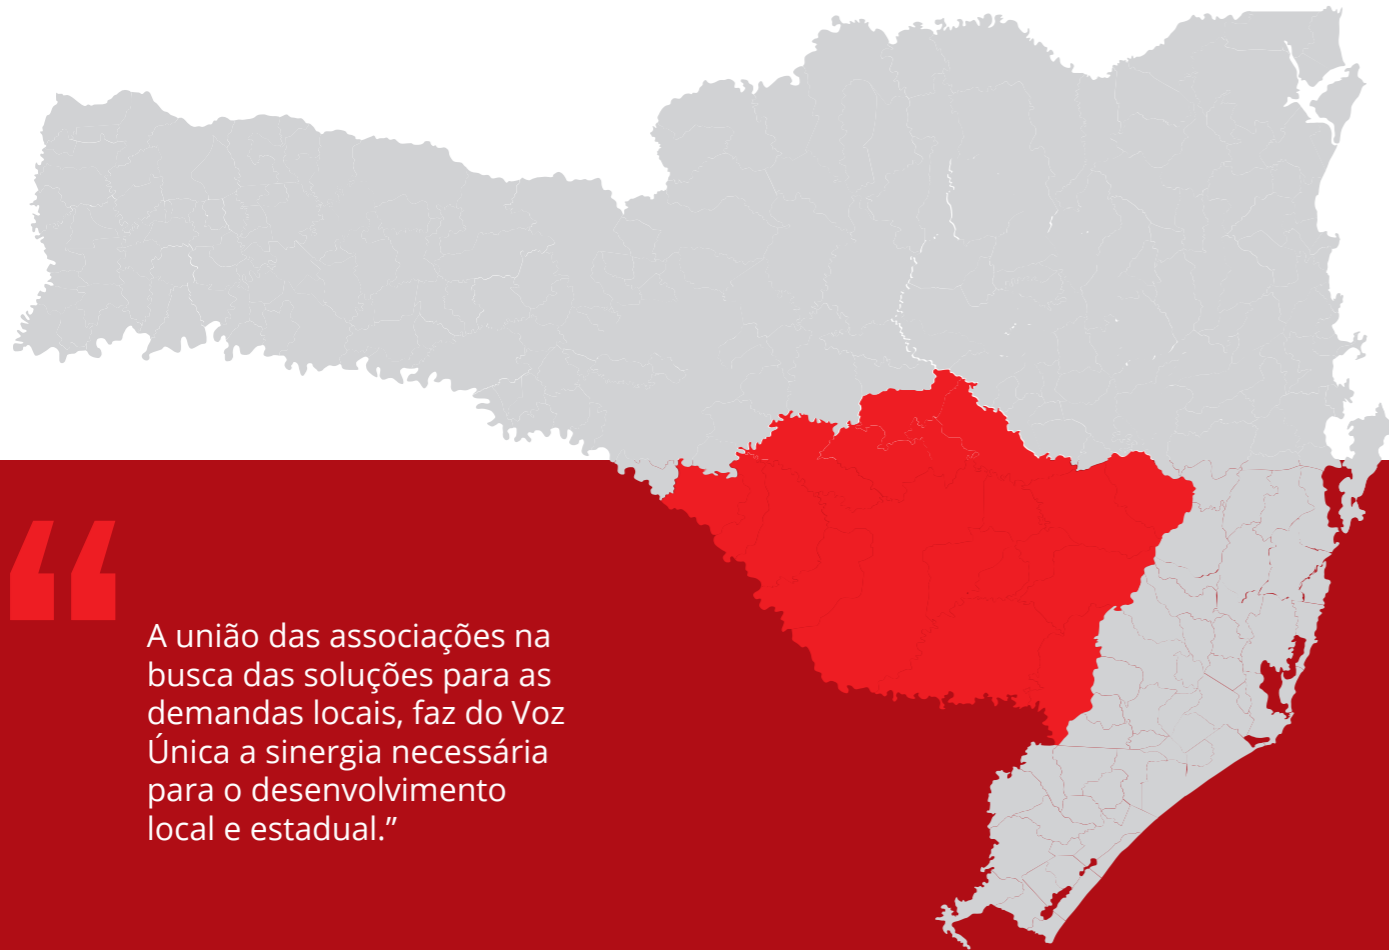 “
A união das associações na
busca das soluções para as
demandas locais, faz do Voz
Única a sinergia necessária
para o desenvolvimento
local e estadual.”